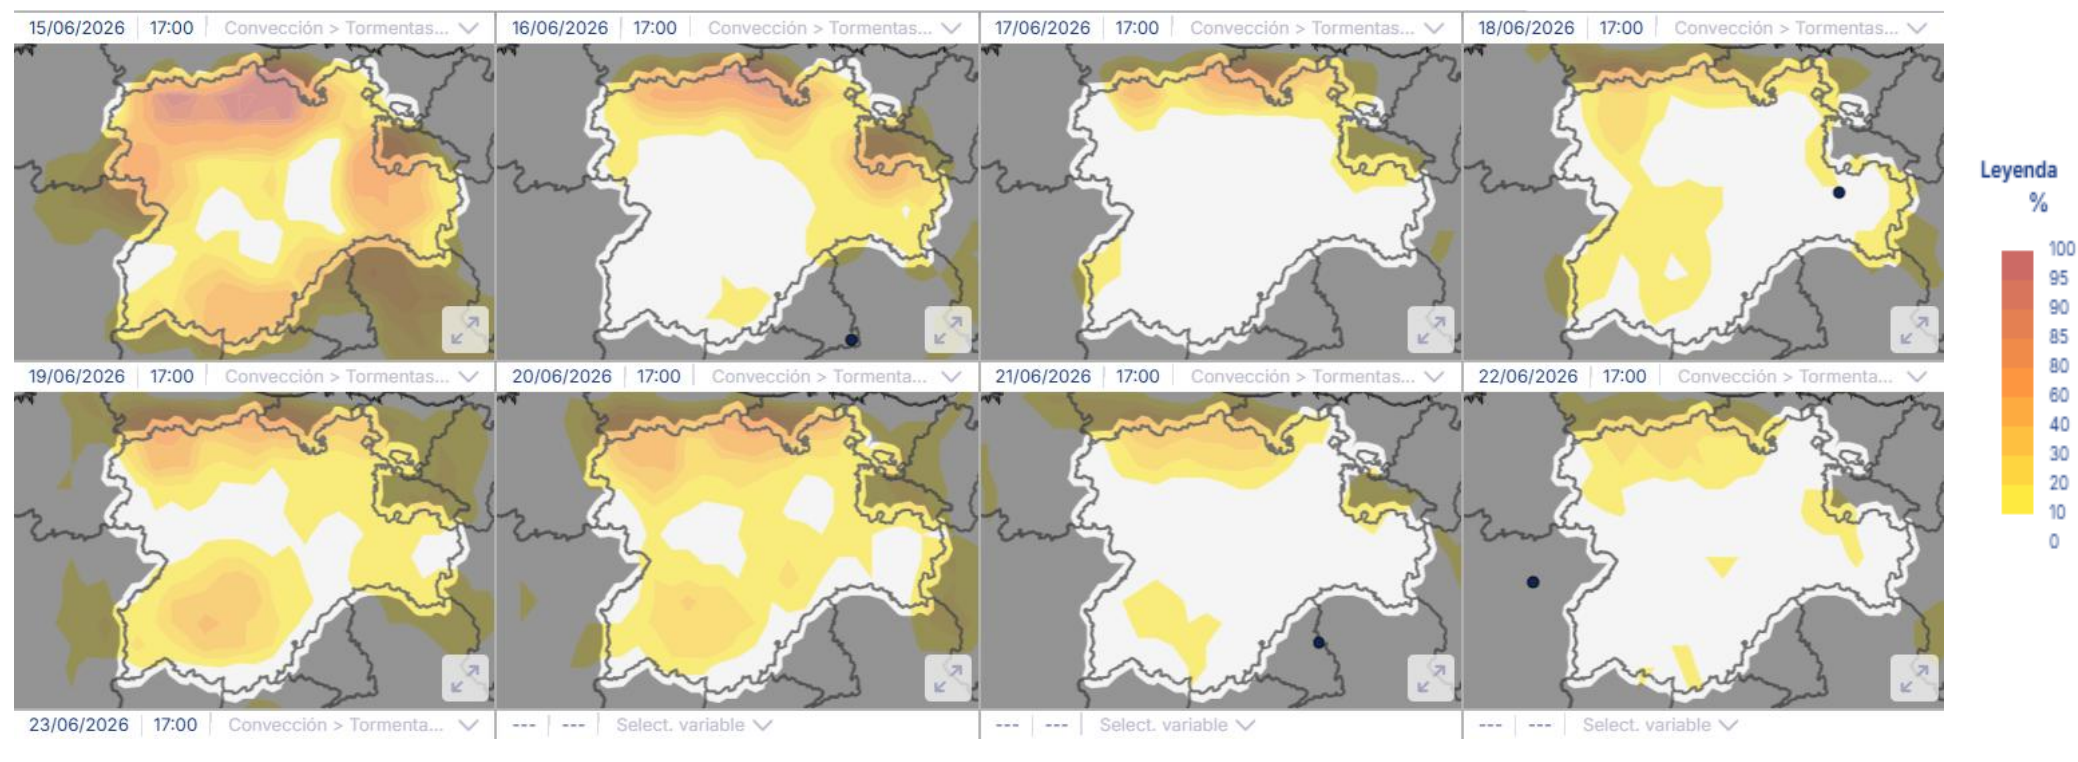 15/06/2026 17:00 Convección > Tormentas...
16/06/2026 17:00 Convección > Tormentas...
17/06/2026 17:00 Convección > Tormentas...
18/06/2026 17:00 Convección > Tormentas...
Leyenda
%
100
95
90
85
80
60
40
30
20
10
0
19/06/2026 17:00 Convección > Tormentas...
20/06/2026 17:00 Convección > Tormenta...
21/06/2026 17:00 Convección > Tormentas...
22/06/2026 17:00 Convección > Tormenta...
23/06/2026 17:00 Convección > Tormenta...
--- --- Select. variable
--- --- Select. variable
--- --- Select. variable